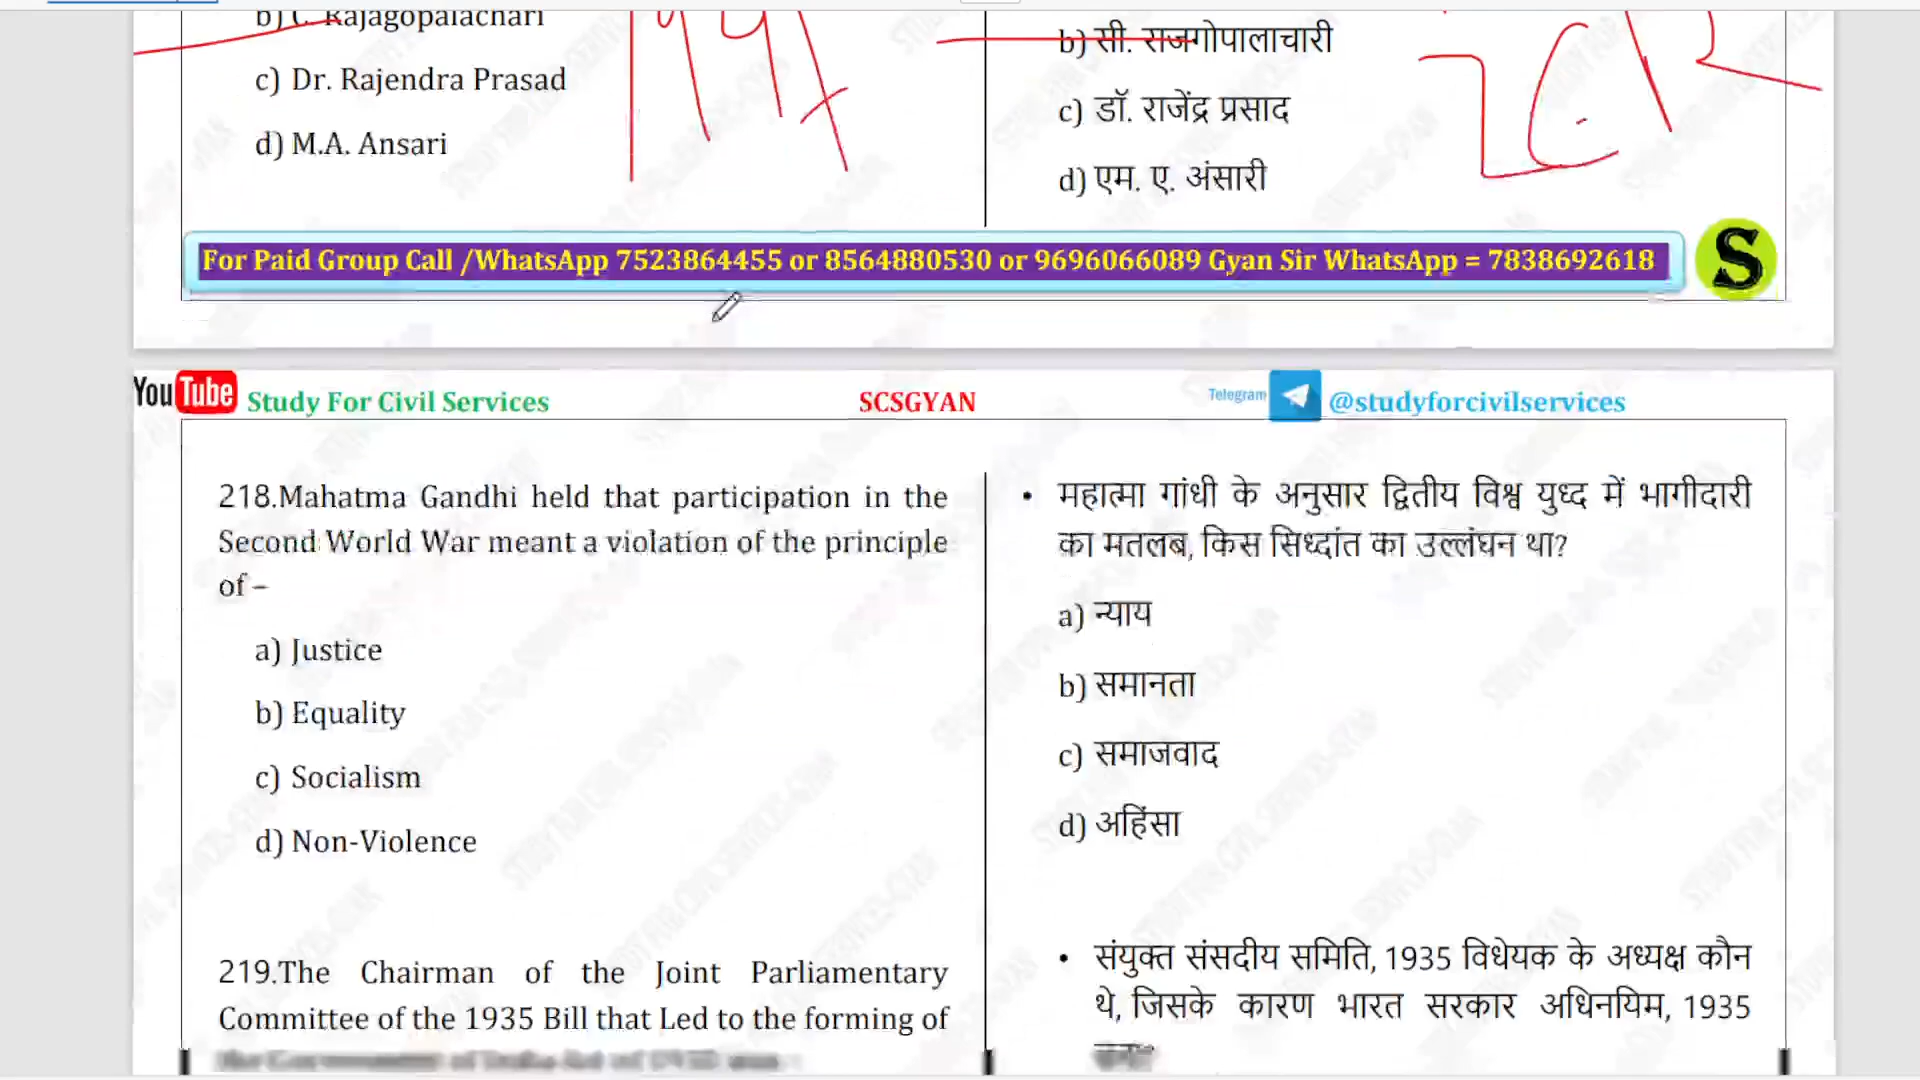 b) C. Rajagopalachari
c) Dr. Rajendra Prasad
d) M.A. Ansari
b) सी. राजगोपालाचारी
c) डॉ. राजेंद्र प्रसाद
d) एम. ए. अंसारी
For Paid Group Call /WhatsApp 7523864455 or 8564880530 or 9696066089 Gyan Sir WhatsApp = 7838692618
S
YouTube Study For Civil Services
SCSGYAN
Telegram @studyforcivilservices
218.Mahatma Gandhi held that participation in the
Second World War meant a violation of the principle
of –
a) Justice
b) Equality
c) Socialism
d) Non-Violence
219.The Chairman of the Joint Parliamentary
Committee of the 1935 Bill that Led to the forming of
• महात्मा गांधी के अनुसार द्वितीय विश्व युध्द में भागीदारी
का मतलब, किस सिध्दांत का उल्लंघन था?
a) न्याय
b) समानता
c) समाजवाद
d) अहिंसा
• संयुक्त संसदीय समिति, 1935 विधेयक के अध्यक्ष कौन
थे, जिसके कारण भारत सरकार अधिनयिम, 1935